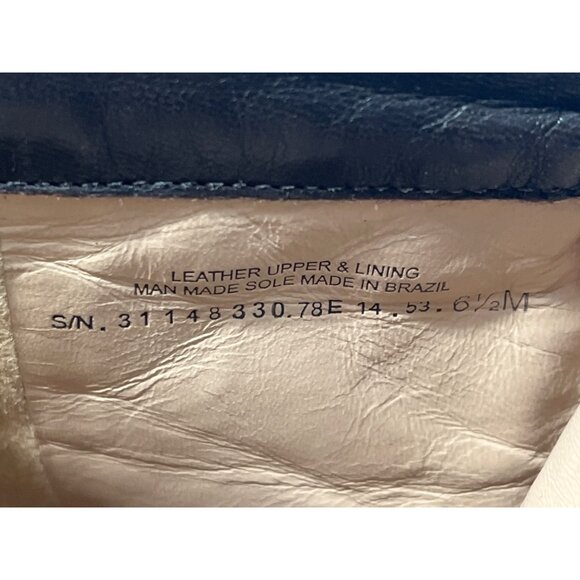 LEATHER UPPER & LINING
MAN MADE SOLE MADE IN BRAZIL
S/N. 31148330.78E 14.53. 6½M